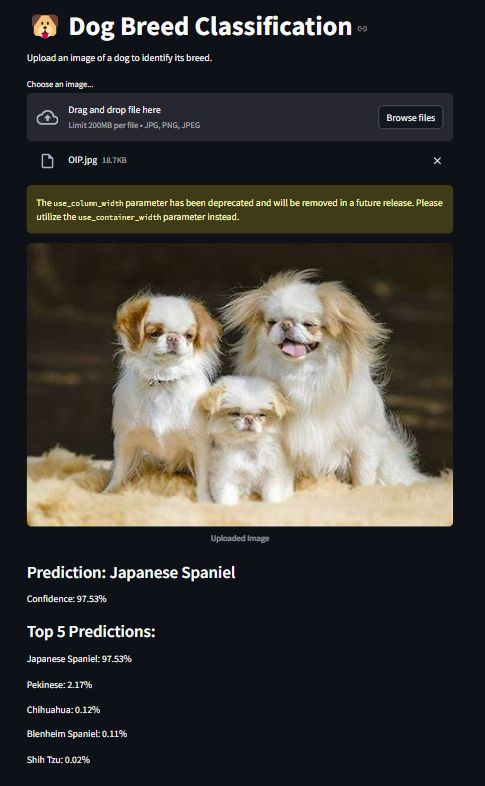 Dog Breed Classification
Upload an image of a dog to identify its breed.
Choose an image...
Drag and drop file here
Limit 200MB per file • JPG, PNG, JPEG
Browse files
OIP.jpg 18.7KB
The use_column_width parameter has been deprecated and will be removed in a future release. Please
utilize the use_container_width parameter instead.
Uploaded Image
Prediction: Japanese Spaniel
Confidence: 97.53%
Top 5 Predictions:
Japanese Spaniel: 97.53%
Pekinese: 2.17%
Chihuahua: 0.12%
Blenheim Spaniel: 0.11%
Shih Tzu: 0.02%